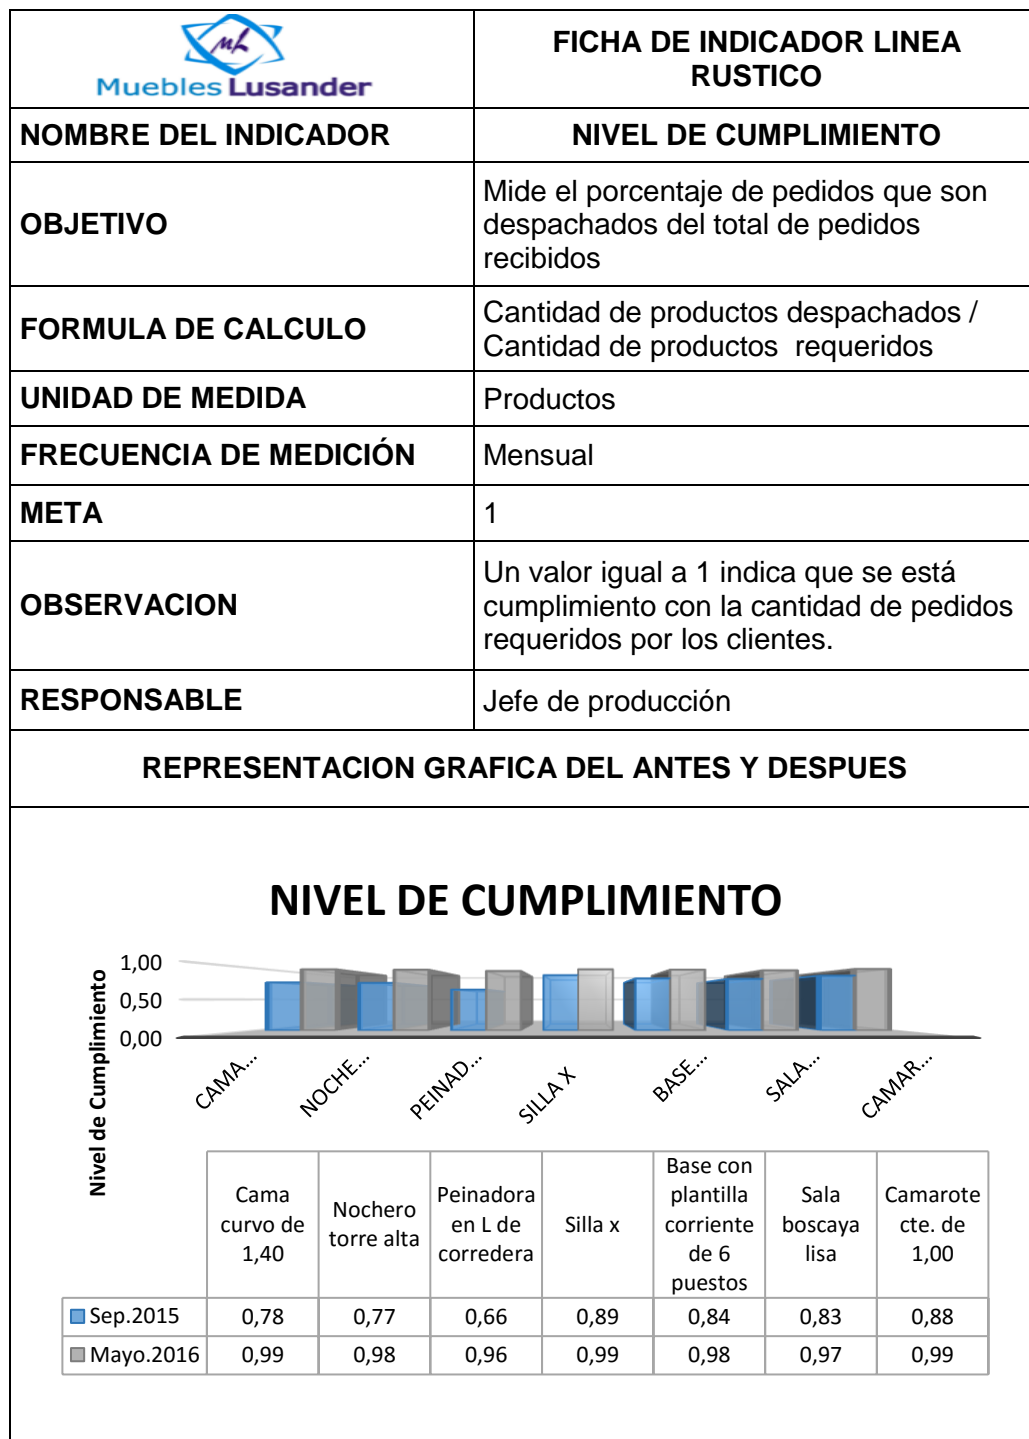 mL
Muebles Lusander
FICHA DE INDICADOR LINEA
RUSTICO
NOMBRE DEL INDICADOR
NIVEL DE CUMPLIMIENTO
OBJETIVO
Mide el porcentaje de pedidos que son
despachados del total de pedidos
recibidos
FORMULA DE CALCULO
Cantidad de productos despachados /
Cantidad de productos  requeridos
UNIDAD DE MEDIDA
Productos
FRECUENCIA DE MEDICIÓN
Mensual
META
1
OBSERVACION
Un valor igual a 1 indica que se está
cumplimiento con la cantidad de pedidos
requeridos por los clientes.
RESPONSABLE
Jefe de producción
REPRESENTACION GRAFICA DEL ANTES Y DESPUES
NIVEL DE CUMPLIMIENTO
Nivel de Cumplimiento
1,00
0,50
0,00
CAMA...
NOCHE...
PEINAD...
SILLA X
BASE...
SALA...
CAMAR...
Cama
curvo de
1,40
Nochero
torre alta
Peinadora
en L de
corredera
Silla x
Base con
plantilla
corriente
de 6
puestos
Sala
boscaya
lisa
Camarote
cte. de
1,00
Sep.2015 0,78 0,77 0,66 0,89 0,84 0,83 0,88
Mayo.2016 0,99 0,98 0,96 0,99 0,98 0,97 0,99